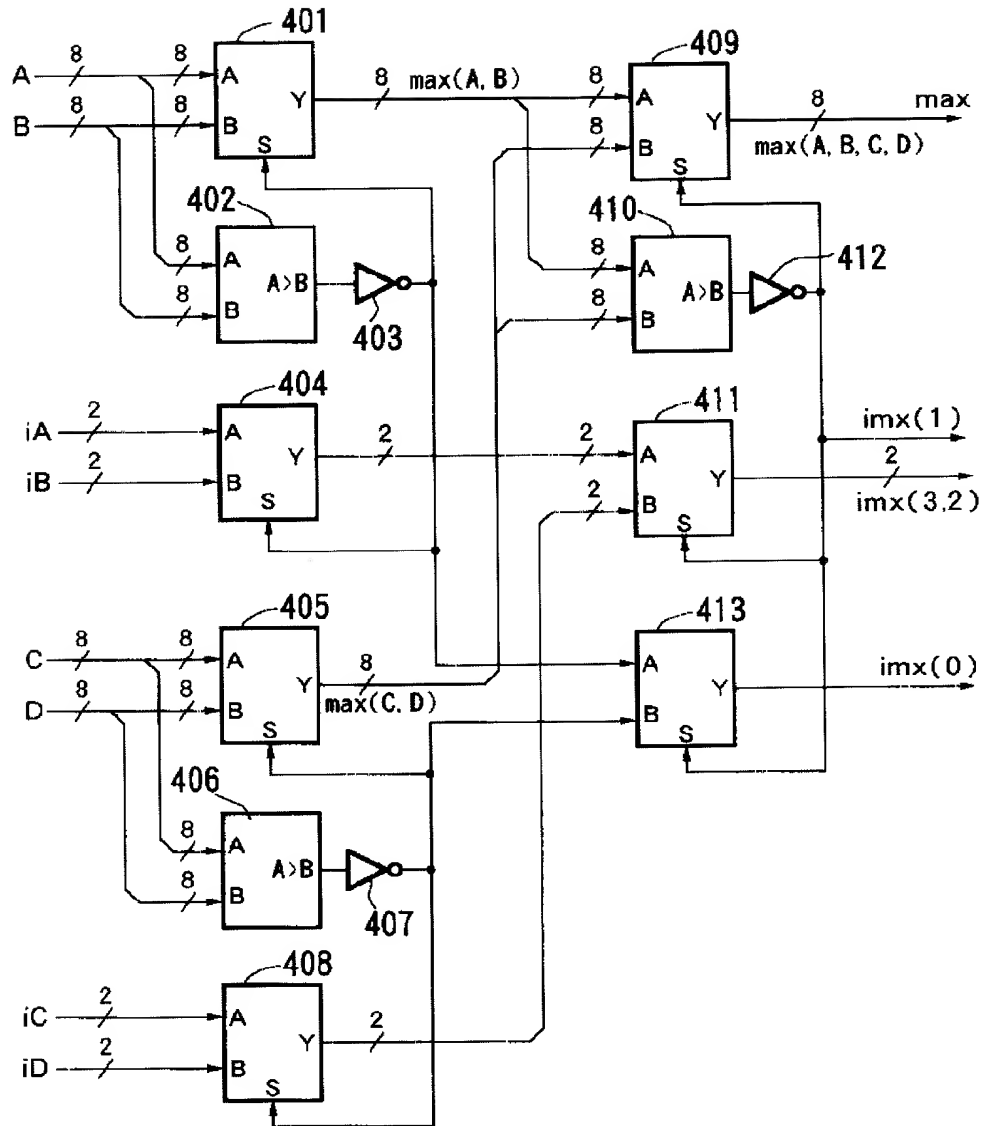 401
A 8 8 A
B 8 8 B
Y
S
8 max(A, B)
402
8 A
8 B
A>B
403
404
iA 2 A
iB 2 B
Y
S
2
405
C 8 8 A
D 8 8 B
Y
S
8
max(C, D)
406
8 A
8 B
A>B
407
408
iC 2 A
iD 2 B
Y
S
2
409
8 A
8 B
Y
S
8 max
max(A, B, C, D)
410
8 A
8 B
A>B
412
411
2 A
2 B
Y
S
imx(1)
2
imx(3,2)
413
A
B
Y
S
imx(0)